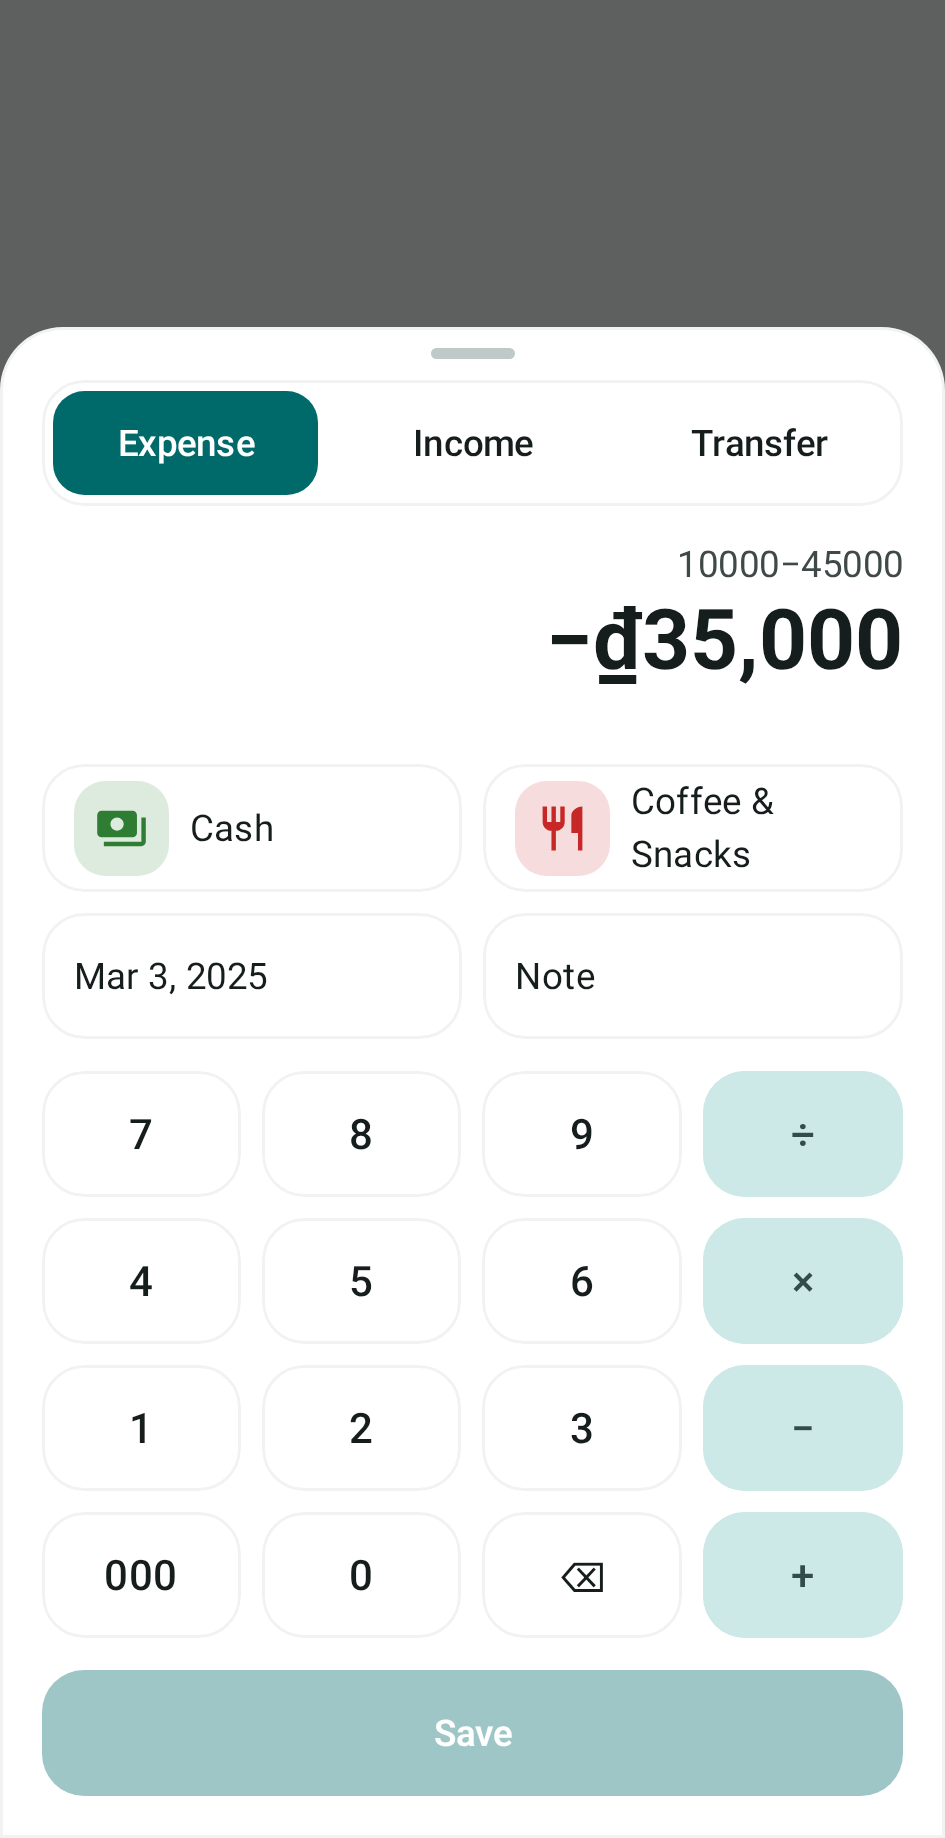 Expense Income Transfer
10000−45000
−₫35,000
Cash
Coffee &
Snacks
Mar 3, 2025
Note
7 8 9 ÷
4 5 6 ×
1 2 3 −
000 0 +
Save